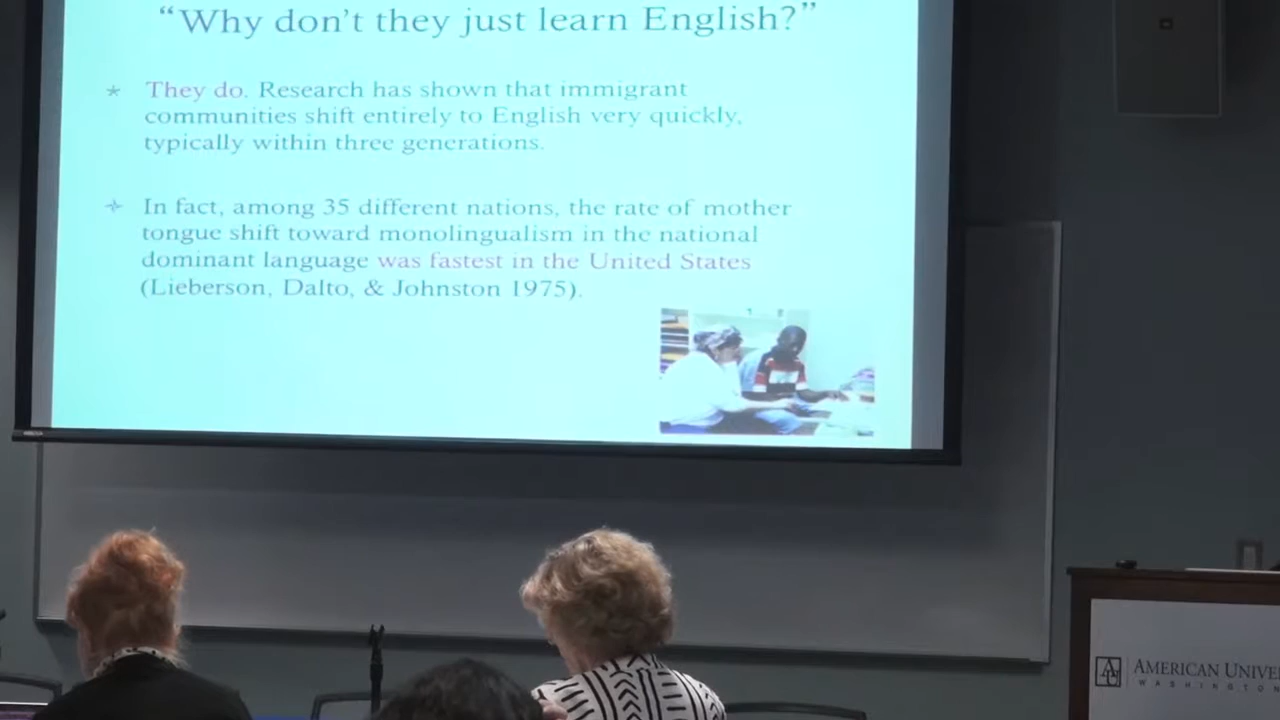 “Why don’t they just learn English?”
They do. Research has shown that immigrant
communities shift entirely to English very quickly,
typically within three generations.
In fact, among 35 different nations, the rate of mother
tongue shift toward monolingualism in the national
dominant language was fastest in the United States
(Lieberson, Dalto, & Johnston 1975).
AMERICAN UNIVE
WASHINGTON